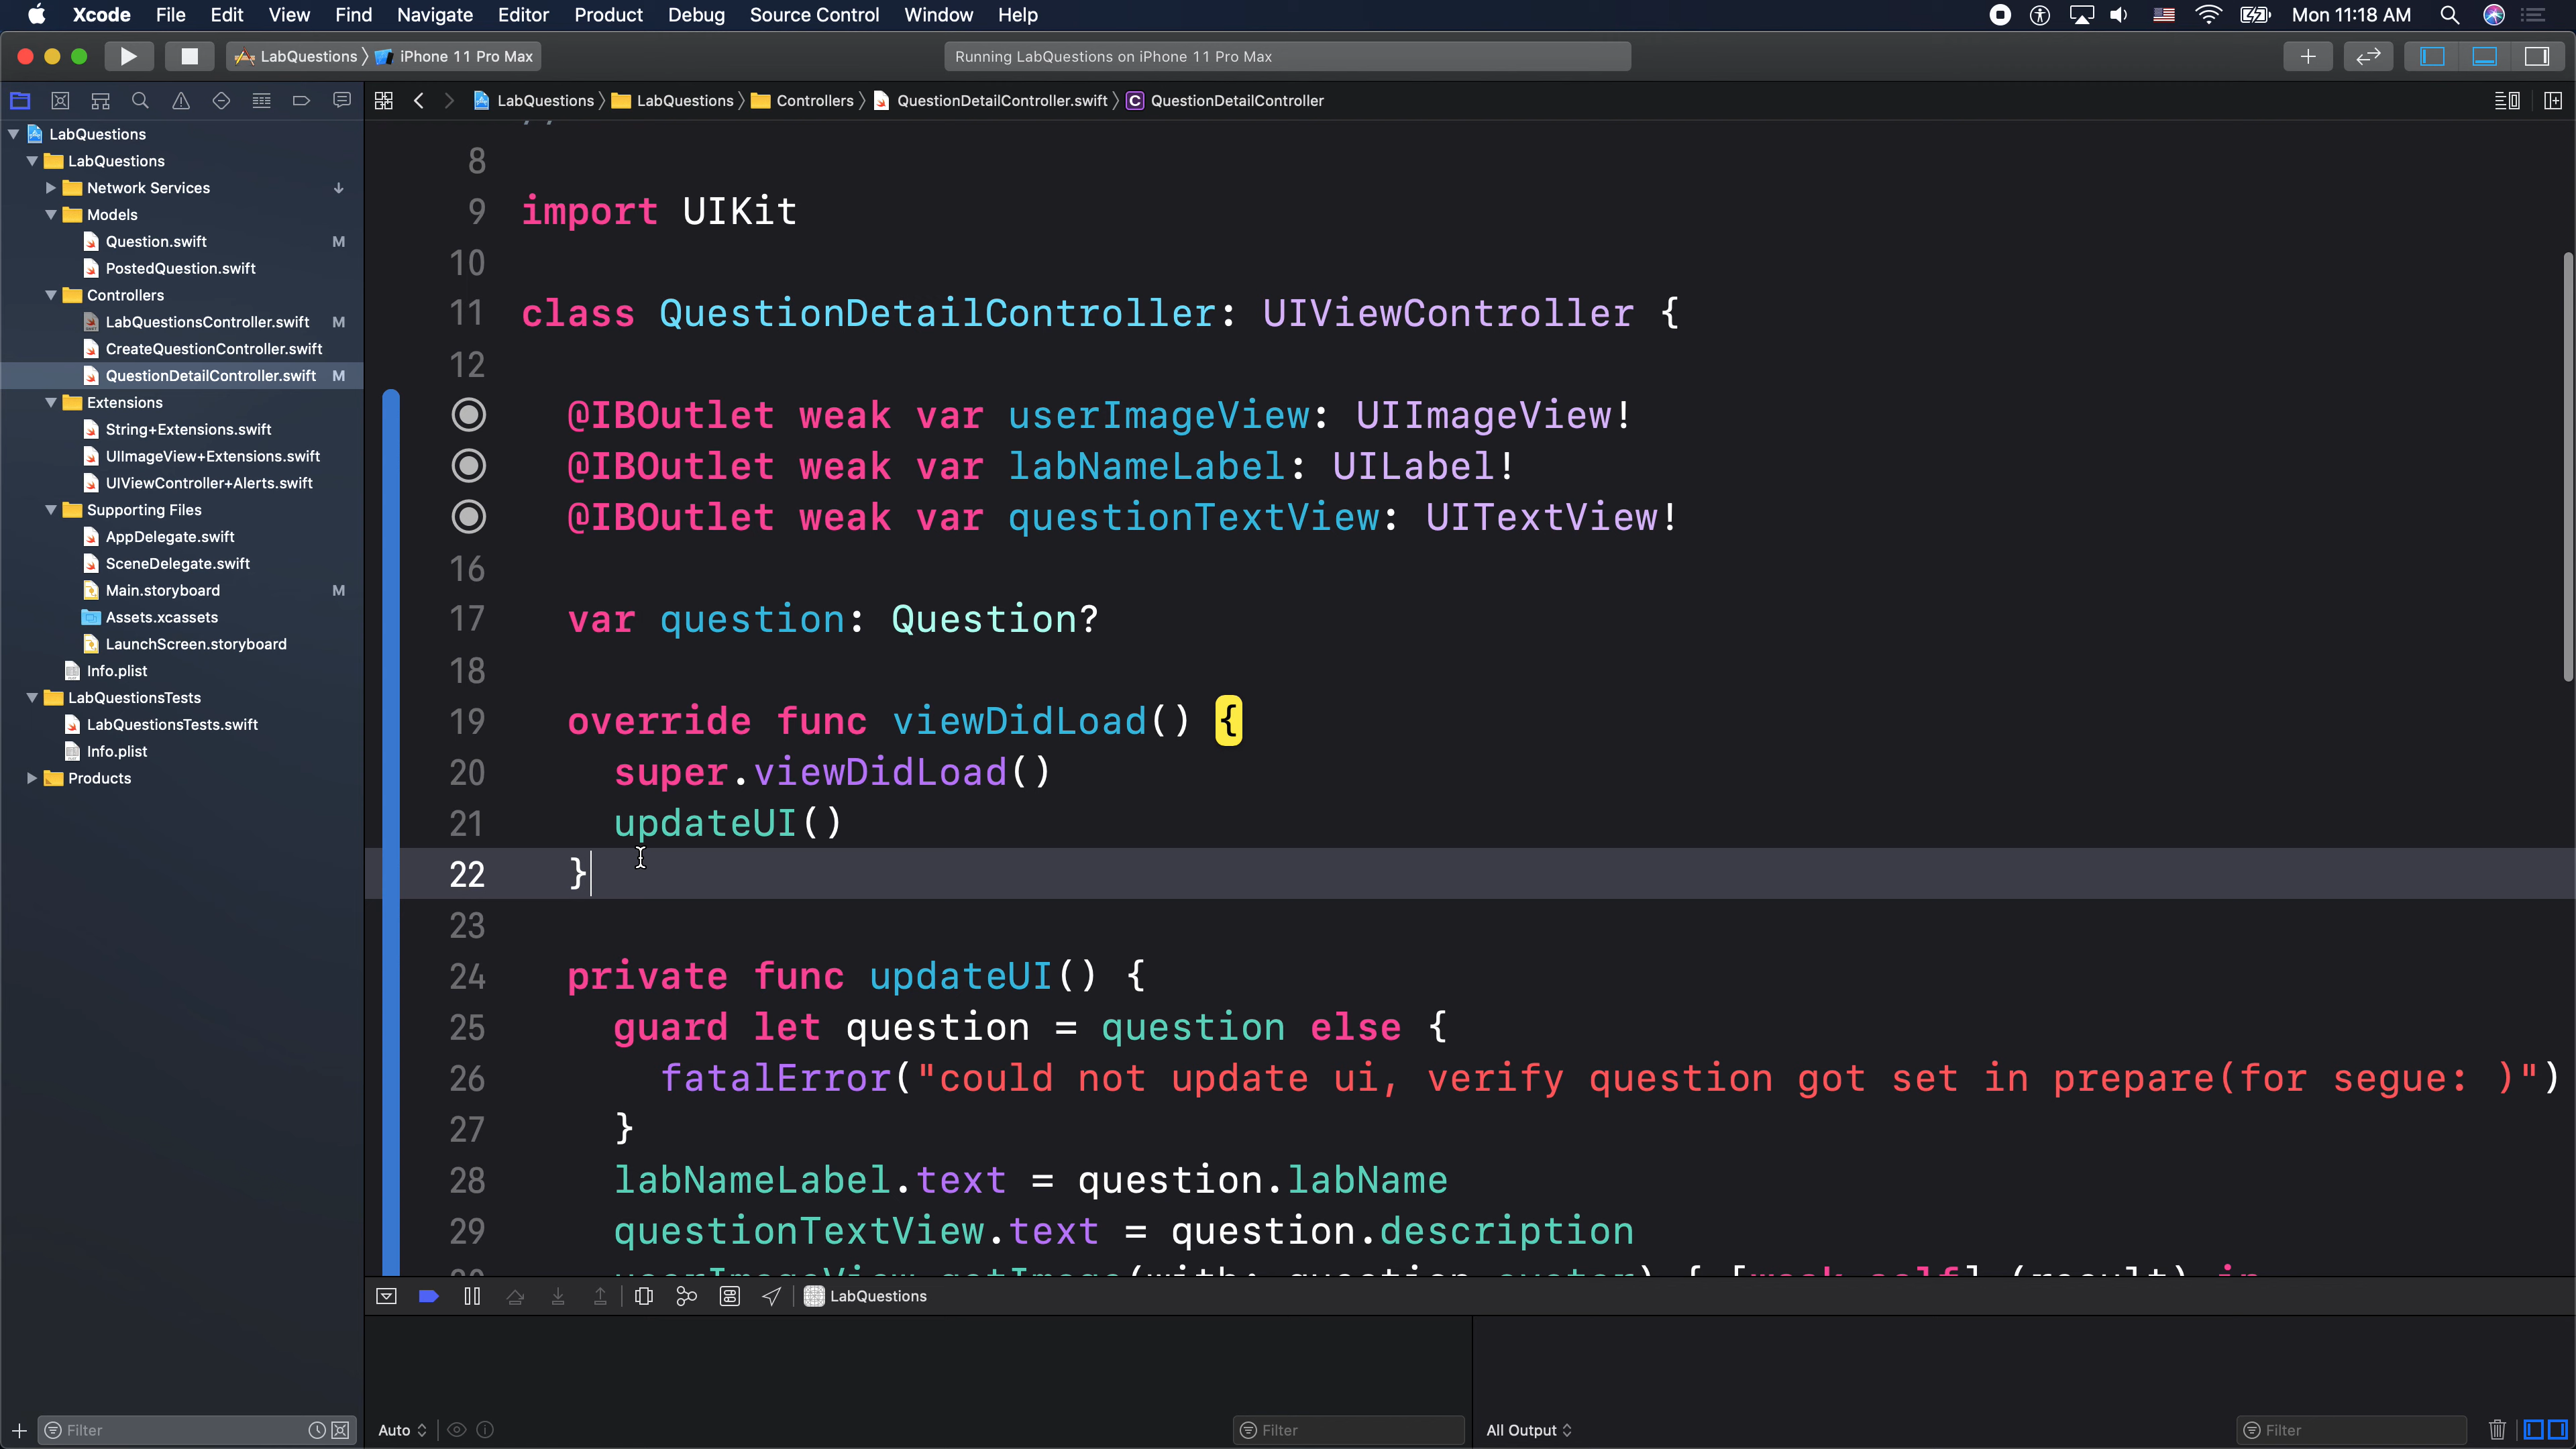 Xcode File Edit View Find Navigate Editor Product Debug Source Control Window Help Mon 11:18 AM
LabQuestions iPhone 11 Pro Max Running LabQuestions on iPhone 11 Pro Max
LabQuestions LabQuestions Controllers QuestionDetailController.swift C QuestionDetailController
LabQuestions
LabQuestions
Network Services
Models
Question.swift M
PostedQuestion.swift
Controllers
LabQuestionsController.swift M
CreateQuestionController.swift
QuestionDetailController.swift M
Extensions
String+Extensions.swift
UIImageView+Extensions.swift
UIViewController+Alerts.swift
Supporting Files
AppDelegate.swift
SceneDelegate.swift
Main.storyboard M
Assets.xcassets
LaunchScreen.storyboard
Info.plist
LabQuestionsTests
LabQuestionsTests.swift
Info.plist
Products
8
9 import UIKit
10
11 class QuestionDetailController: UIViewController {
12
@IBOutlet weak var userImageView: UIImageView!
@IBOutlet weak var labNameLabel: UILabel!
@IBOutlet weak var questionTextView: UITextView!
16
17 var question: Question?
18
19 override func viewDidLoad() {
20 super.viewDidLoad()
21 updateUI()
22 }
23
24 private func updateUI() {
25 guard let question = question else {
26 fatalError("could not update ui, verify question got set in prepare(for segue: )")
27 }
28 labNameLabel.text = question.labName
29 questionTextView.text = question.description
LabQuestions
Filter
Auto Filter
All Output Filter